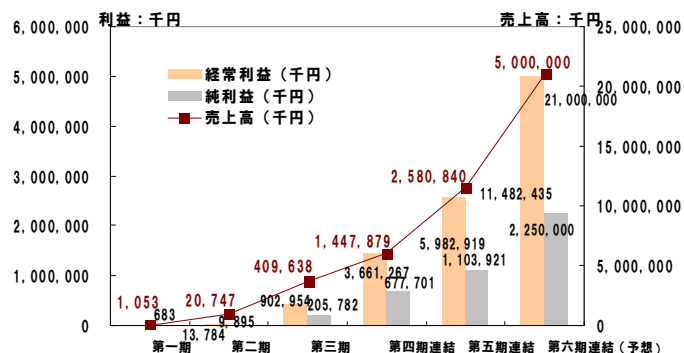 利益：千円
売上高：千円
6,000,000
5,000,000
4,000,000
3,000,000
2,000,000
1,000,000
0
25,000,000
20,000,000
15,000,000
10,000,000
5,000,000
0
経常利益（千円）
純利益（千円）
売上高（千円）
1,053
683
13,784
20,747
9,895
902,954
409,638
205,782
3,661,267
1,447,879
677,701
5,982,919
2,580,840
1,103,921
11,482,435
5,000,000
2,250,000
21,000,000
第一期
第二期
第三期
第四期連結
第五期連結
第六期連結（予想）